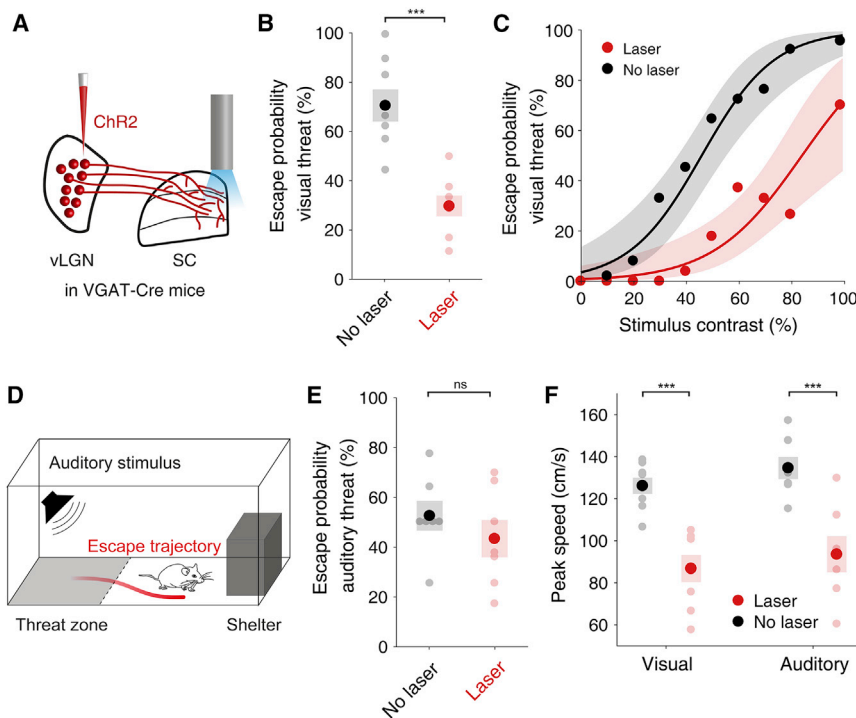 A
ChR2
vLGN
SC
in VGAT-Cre mice
B
***
Escape probability
visual threat (%)
100
80
60
40
20
0
No laser
Laser
C
Laser
No laser
Escape probability
visual threat (%)
100
80
60
40
20
0
0
20
40
60
80
100
Stimulus contrast (%)
D
Auditory stimulus
Escape trajectory
Threat zone
Shelter
E
ns
Escape probability
auditory threat (%)
100
80
60
40
20
0
No laser
Laser
F
***
***
Peak speed (cm/s)
160
140
120
100
80
60
Laser
No laser
Visual
Auditory